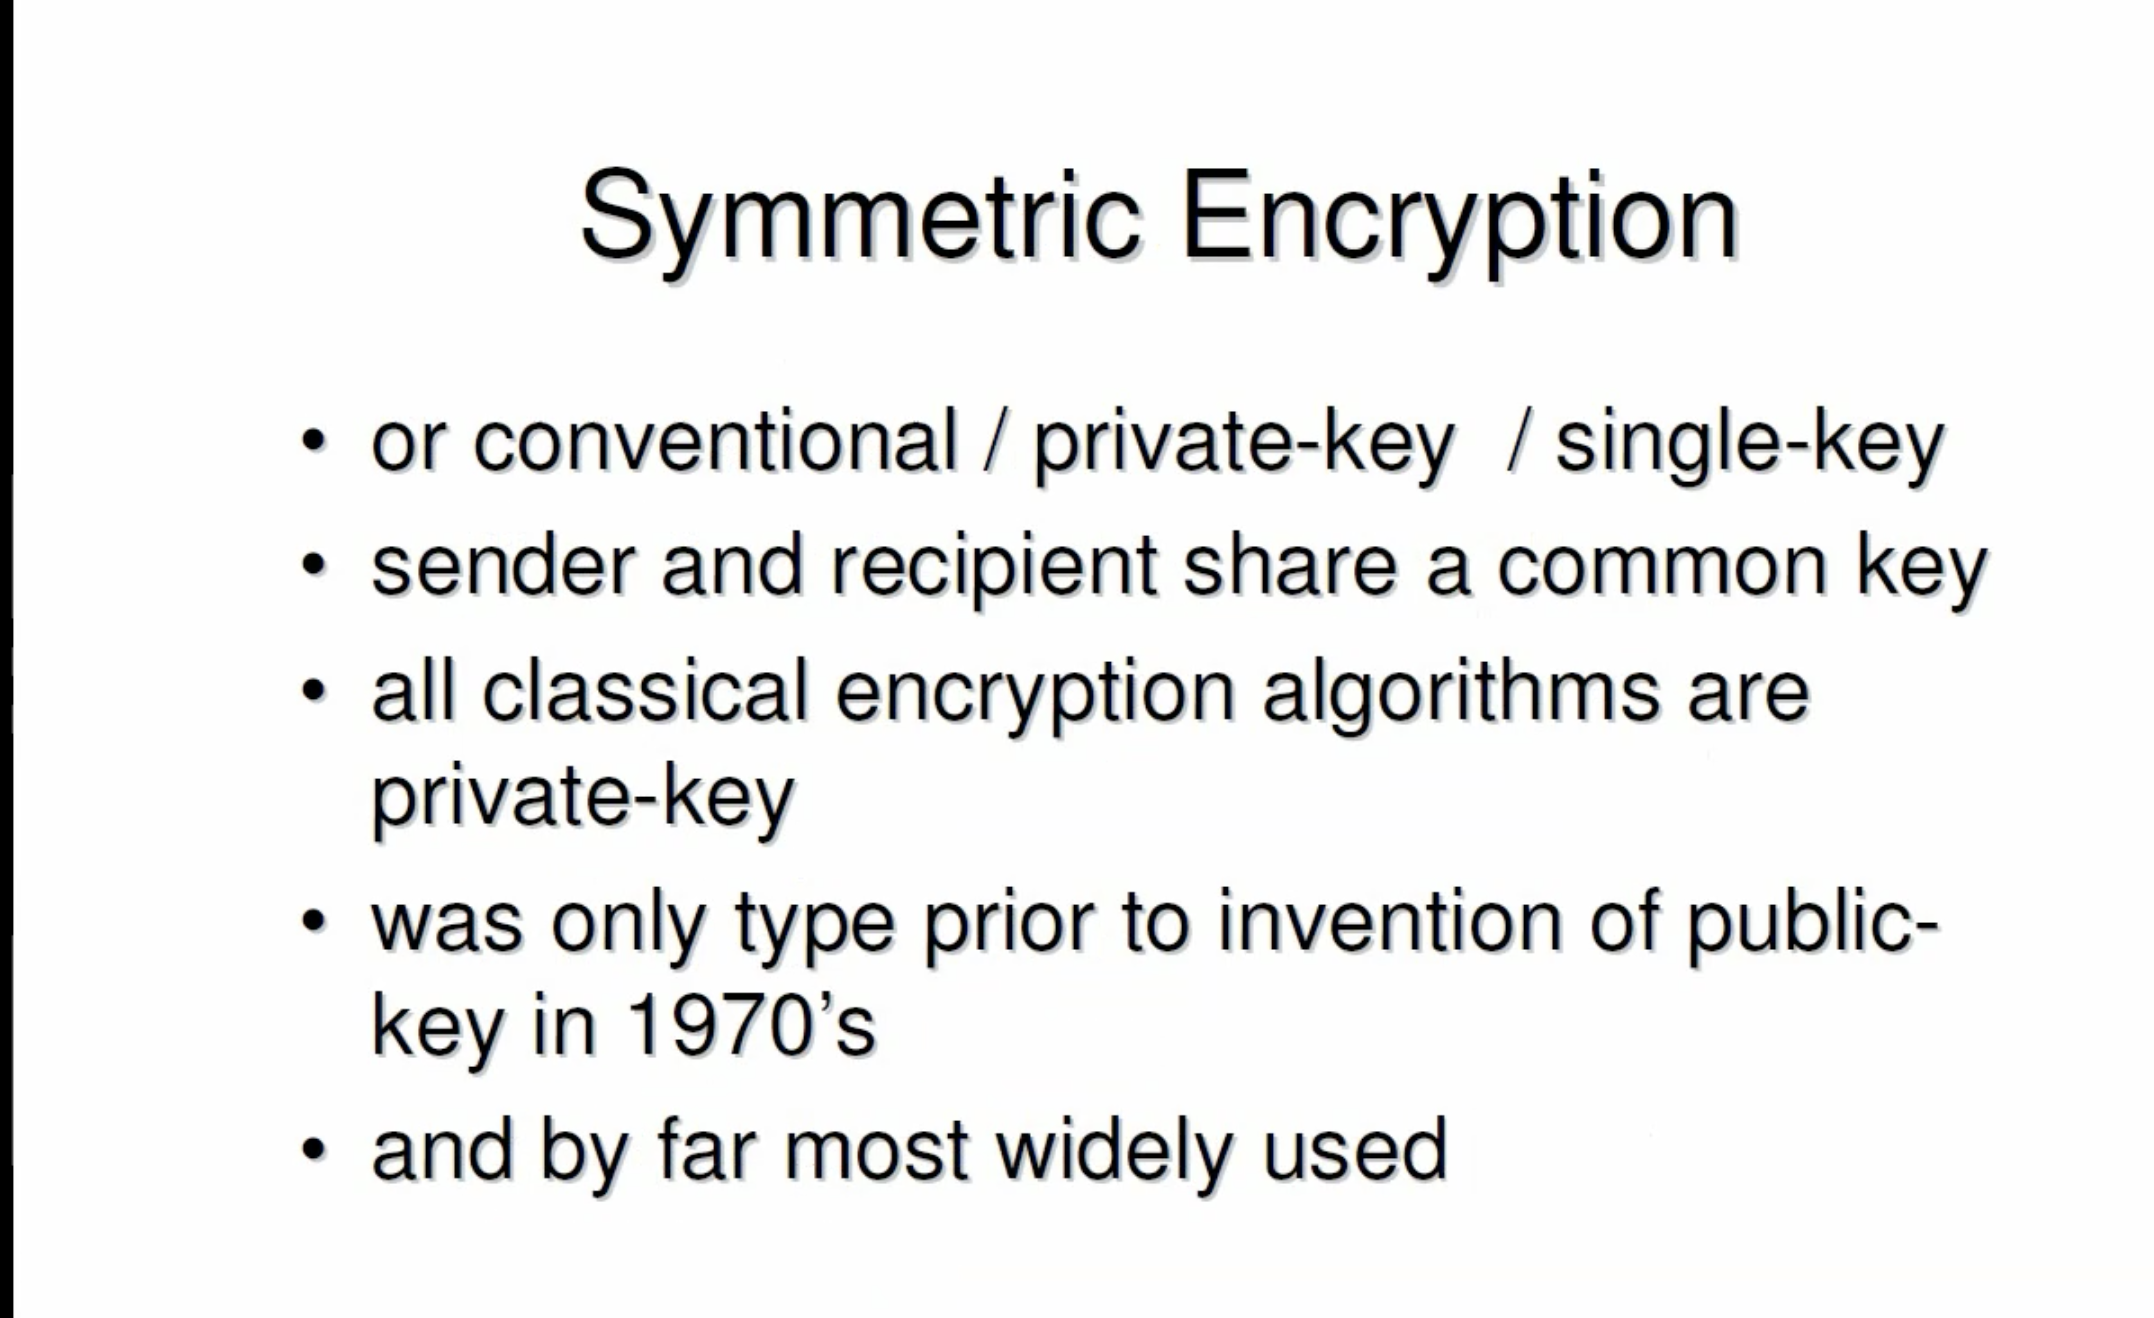 Symmetric Encryption
• or conventional / private-key / single-key
• sender and recipient share a common key
• all classical encryption algorithms are
private-key
• was only type prior to invention of public-
key in 1970’s
• and by far most widely used